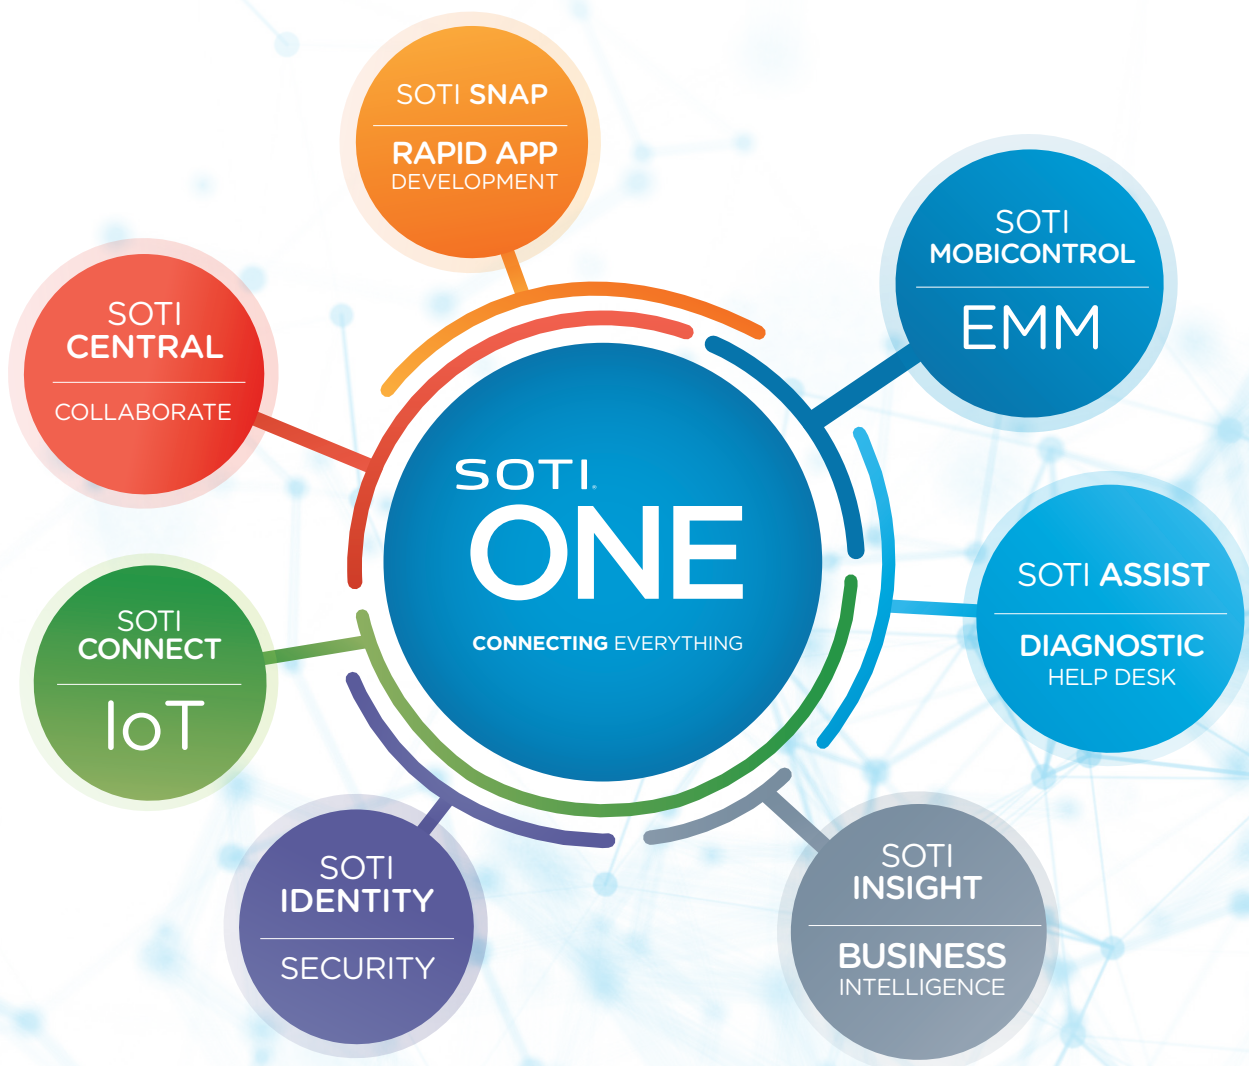 SOTI SNAP
RAPID APP
DEVELOPMENT
SOTI
MOBICONTROL
EMM
SOTI
CENTRAL
COLLABORATE
SOTI®
ONE
CONNECTING EVERYTHING
SOTI ASSIST
DIAGNOSTIC
HELP DESK
SOTI
CONNECT
IoT
SOTI
IDENTITY
SECURITY
SOTI
INSIGHT
BUSINESS
INTELLIGENCE